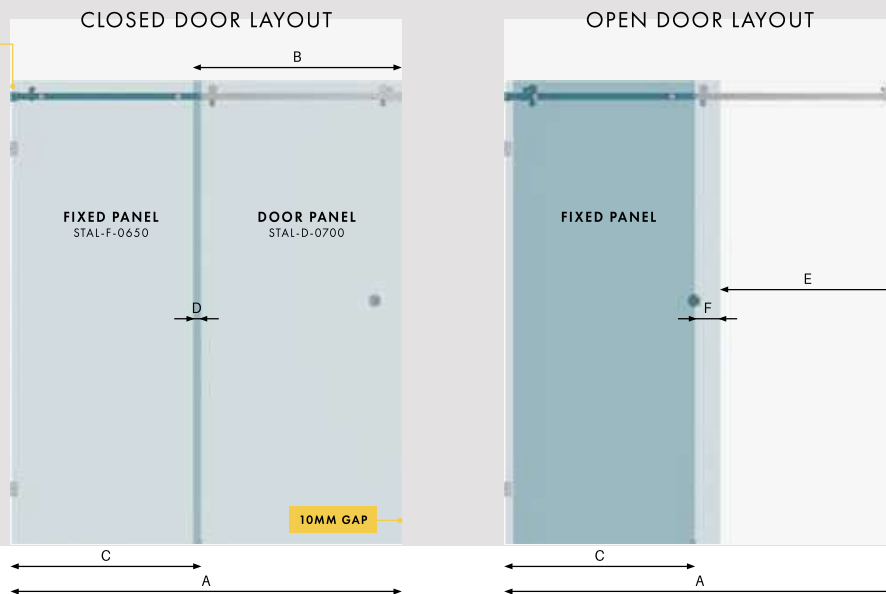 CLOSED DOOR LAYOUT
B
FIXED PANEL
STAL-F-0650
DOOR PANEL
STAL-D-0700
D
10MM GAP
C
A
OPEN DOOR LAYOUT
FIXED PANEL
E
F
C
A